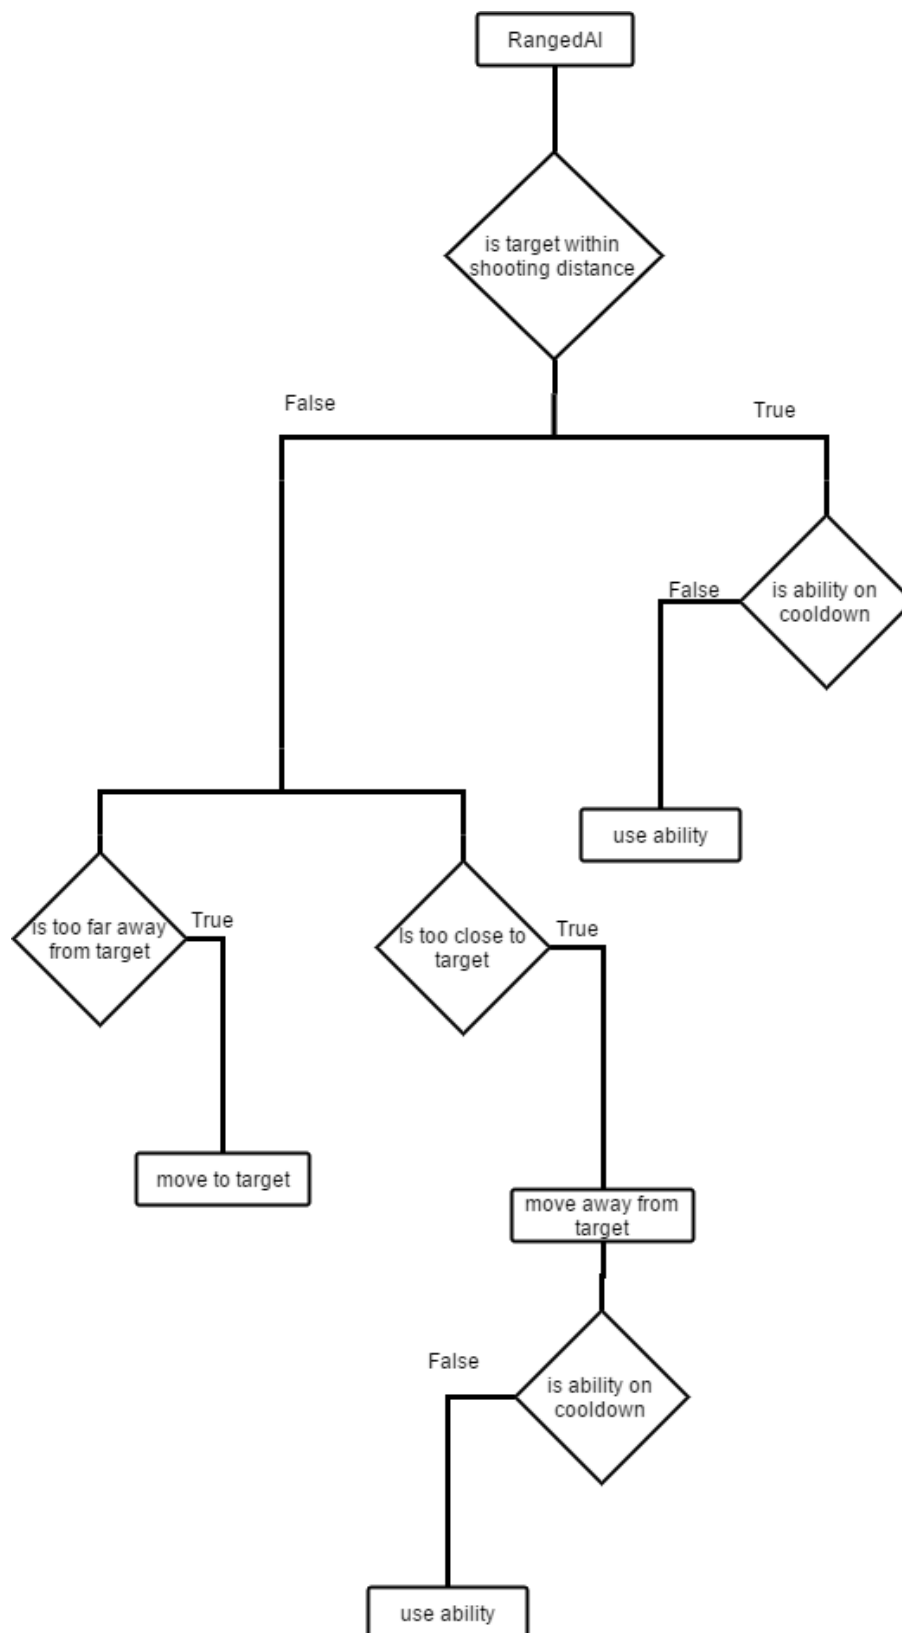 RangedAI
is target within
shooting distance
False
True
False
is ability on
cooldown
use ability
is too far away
from target
True
Is too close to
target
True
move to target
move away from
target
False
is ability on
cooldown
use ability